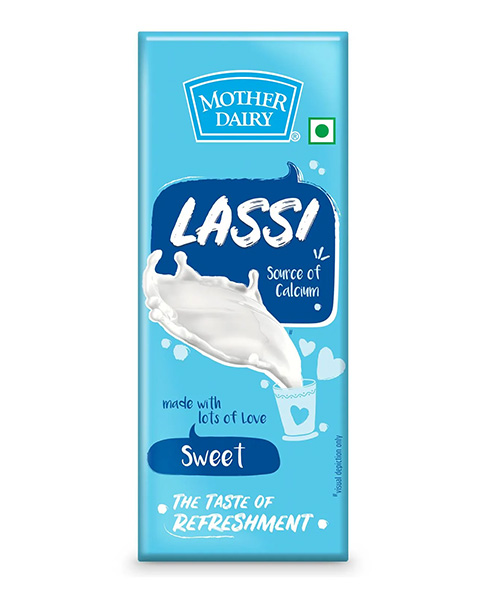 MOTHER
DAIRY
®
LASSI
Source of
Calcium
#
made with
lots of Love
Sweet
#visual depiction only
THE TASTE OF
REFRESHMENT